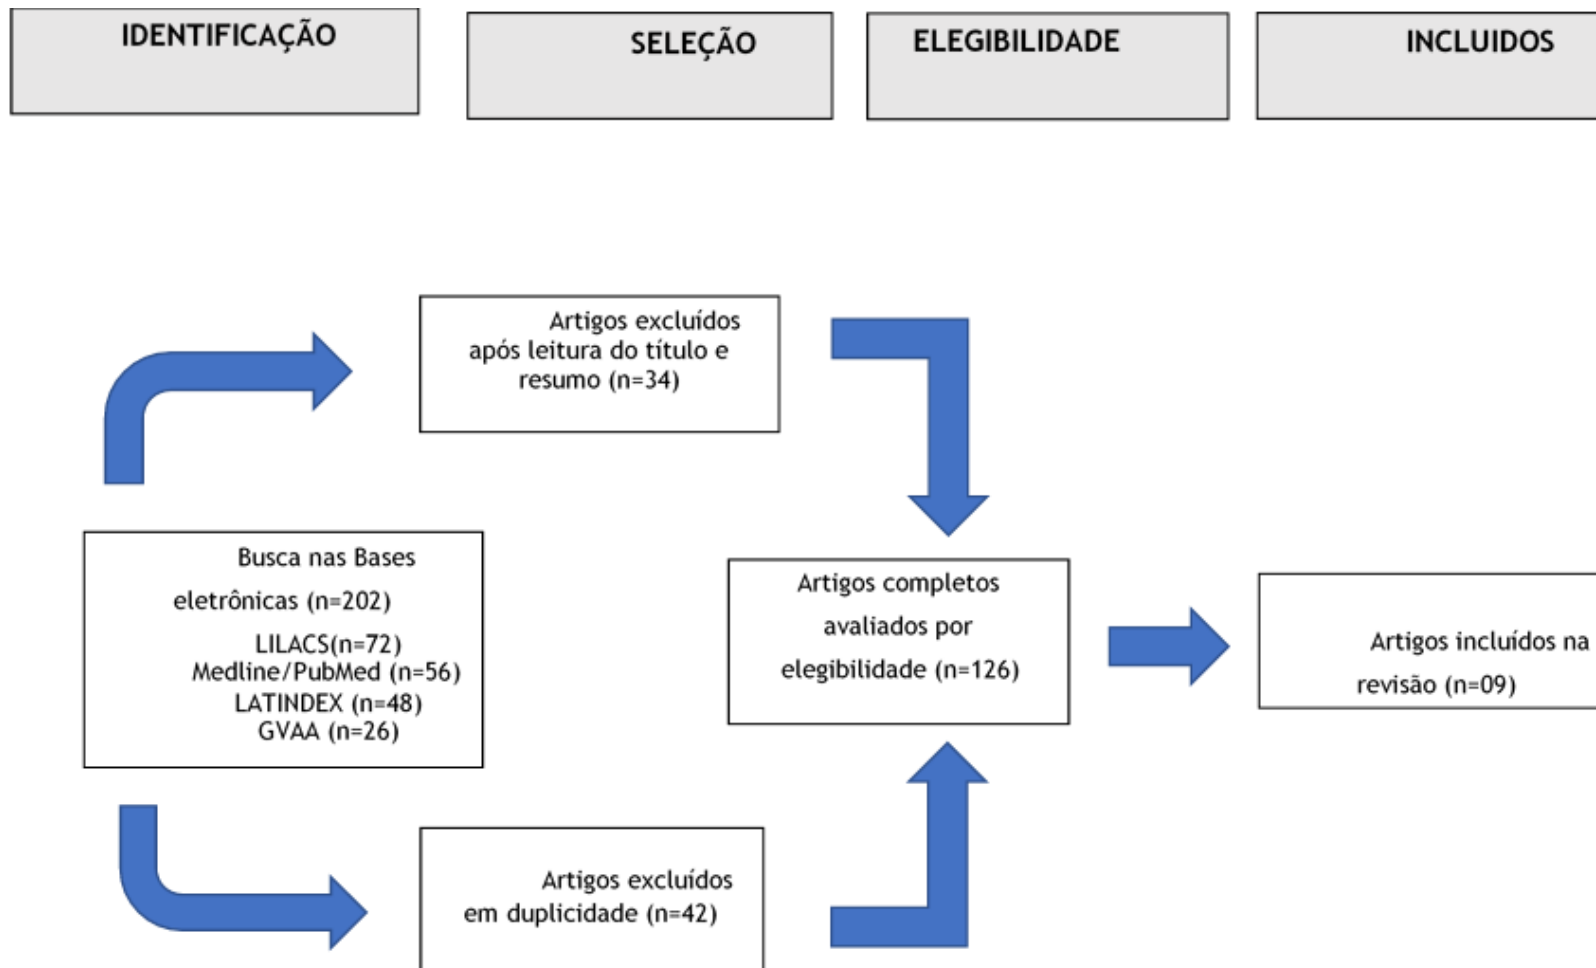 IDENTIFICAÇÃO
SELEÇÃO
ELEGIBILIDADE
INCLUIDOS
Artigos excluídos
após leitura do título e
resumo (n=34)
Busca nas Bases
eletrônicas (n=202)
LILACS(n=72)
Medline/PubMed (n=56)
LATINDEX (n=48)
GVAA (n=26)
Artigos excluídos
em duplicidade (n=42)
Artigos completos
avaliados por
elegibilidade (n=126)
Artigos incluídos na
revisão (n=09)